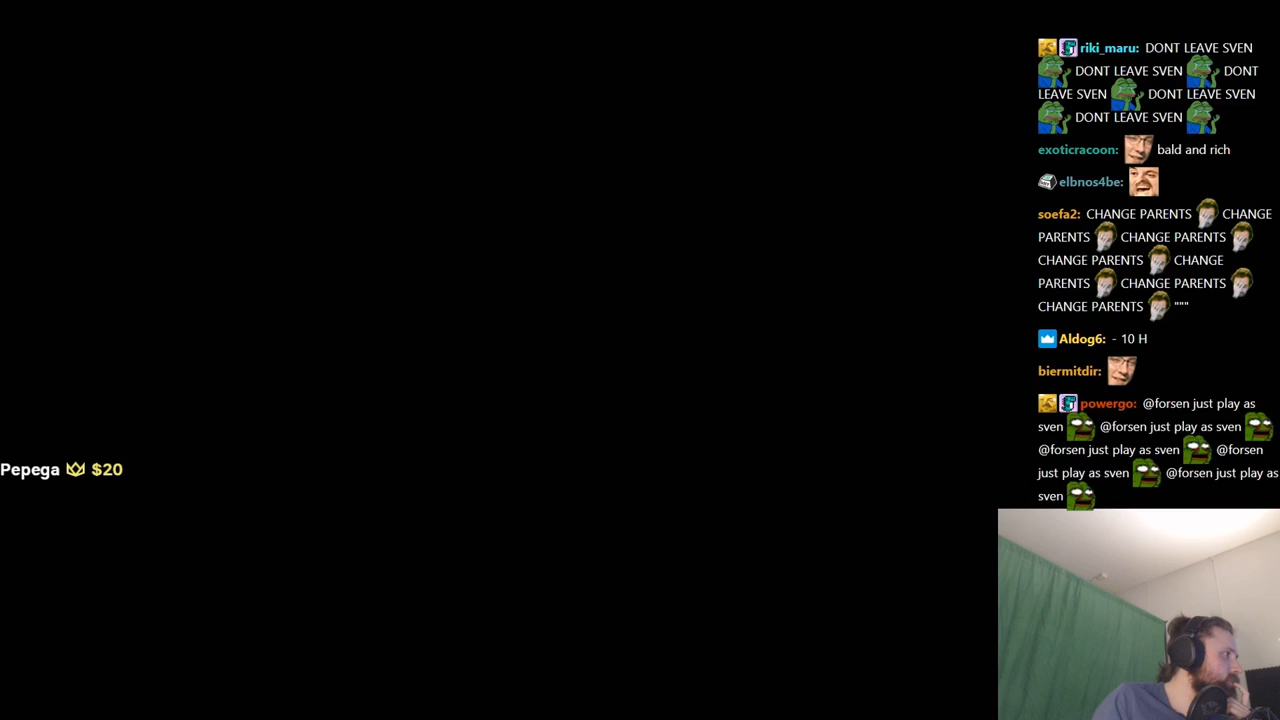 riki_maru: DONT LEAVE SVEN
DONT LEAVE SVEN DONT
LEAVE SVEN DONT LEAVE SVEN
DONT LEAVE SVEN
exoticracoon: bald and rich
elbnos4be:
soefa2: CHANGE PARENTS CHANGE
PARENTS CHANGE PARENTS
CHANGE PARENTS CHANGE
PARENTS CHANGE PARENTS
CHANGE PARENTS """
Aldog6: - 10 H
biermitdir:
powergo: @forsen just play as
sven @forsen just play as sven
@forsen just play as sven @forsen
just play as sven @forsen just play as
sven
Pepega $20